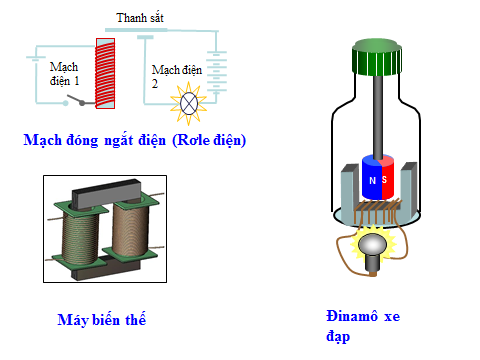 Thanh sắt
Mạch
điện 1
Mạch điện
2
Mạch đóng ngắt điện (Rơle điện)
N S
Máy biến thế
Đinamô xe
đạp